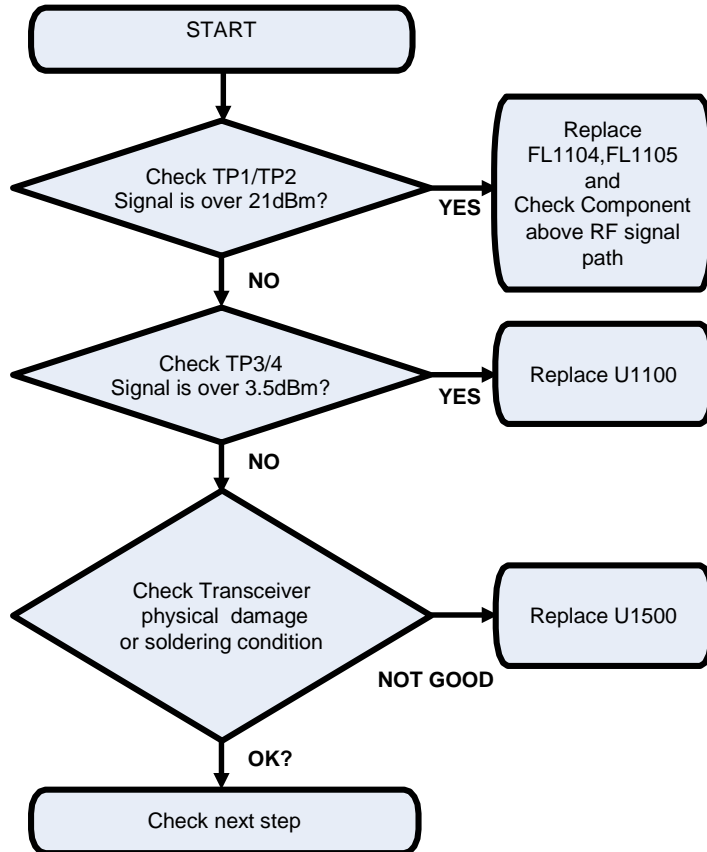 START
Check TP1/TP2
Signal is over 21dBm?
YES
Replace
FL1104,FL1105
and
Check Component
above RF signal
path
NO
Check TP3/4
Signal is over 3.5dBm?
YES
Replace U1100
NO
Check Transceiver
physical damage
or soldering condition
NOT GOOD
Replace U1500
OK?
Check next step